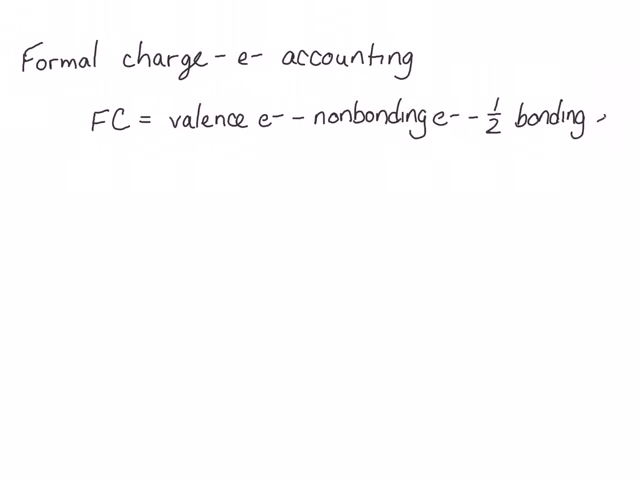 Formal charge - e- accounting
FC = valence e- - nonbonding e- - 1/2 bonding